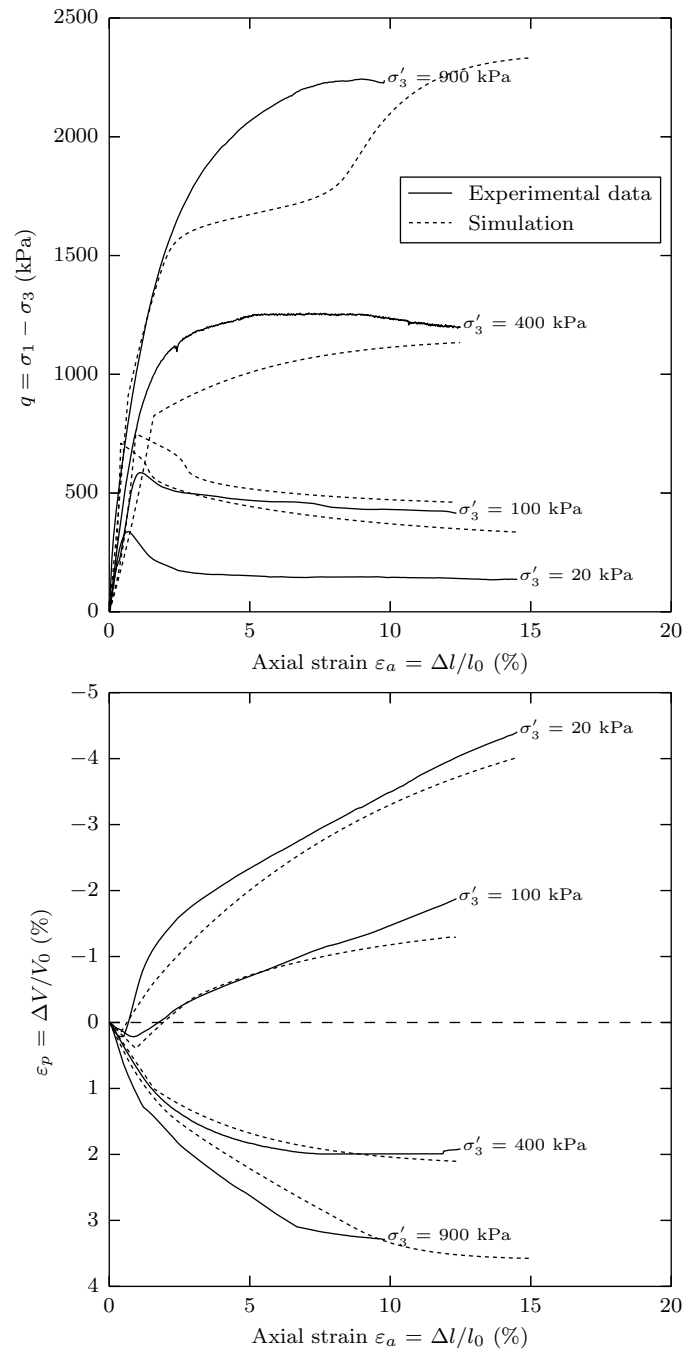 2500
σ′₃ = 900 kPa
2000
Experimental data
Simulation
1500
q = σ₁ − σ₃ (kPa)
σ′₃ = 400 kPa
1000
500
σ′₃ = 100 kPa
σ′₃ = 20 kPa
0
0 5 10 15 20
Axial strain εₐ = Δl/l₀ (%)
−5
σ′₃ = 20 kPa
−4
−3
−2
σ′₃ = 100 kPa
−1
εₚ = ΔV/V₀ (%)
0
1
2
σ′₃ = 400 kPa
3
σ′₃ = 900 kPa
4
0 5 10 15 20
Axial strain εₐ = Δl/l₀ (%)